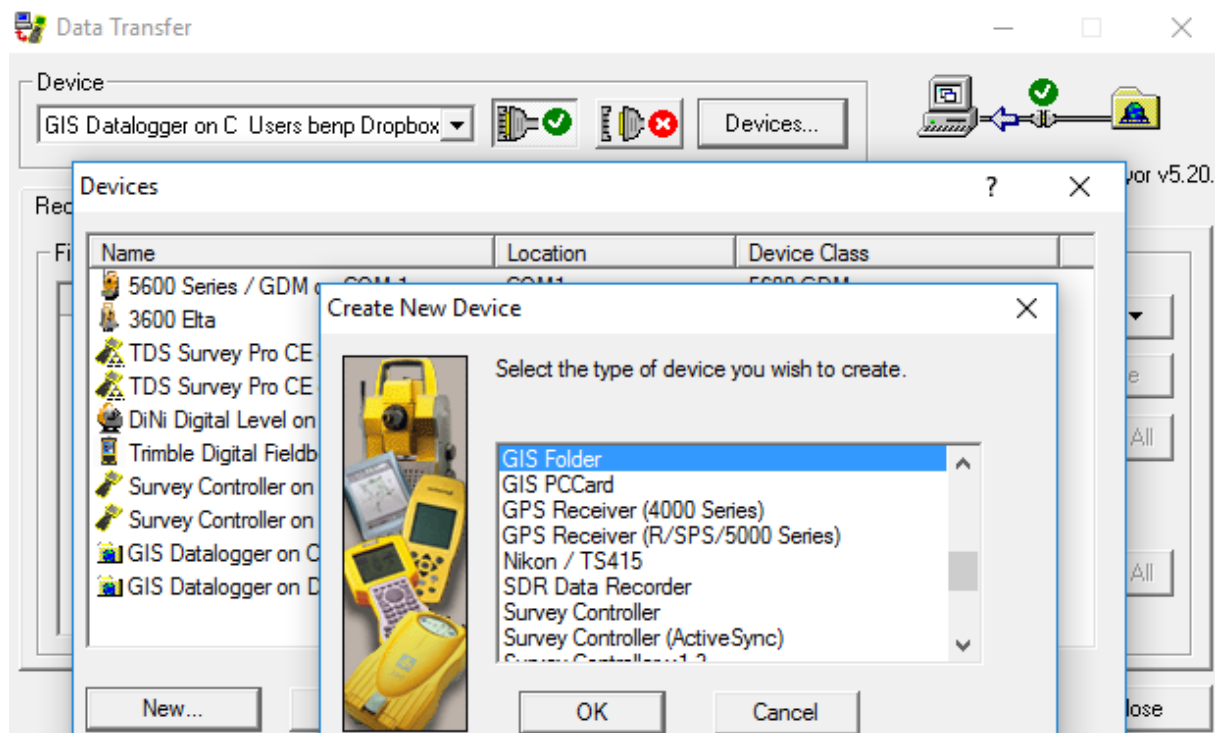 Data Transfer
Device
GIS Datalogger on C Users benp Dropbox
Devices...
Devices
?
Name Location Device Class
5600 Series / GDM
3600 Elta
TDS Survey Pro CE
TDS Survey Pro CE
DiNi Digital Level on
Trimble Digital
Survey Controller on
Survey Controller on
GIS Datalogger on
GIS Datalogger on
New...
Create New Device
Select the type of device you wish to create.
GIS Folder
GIS PCCard
GPS Receiver (4000 Series)
GPS Receiver (R/SPS/5000 Series)
Nikon / TS415
SDR Data Recorder
Survey Controller
Survey Controller (ActiveSync)
OK Cancel
v5.20.
All
All